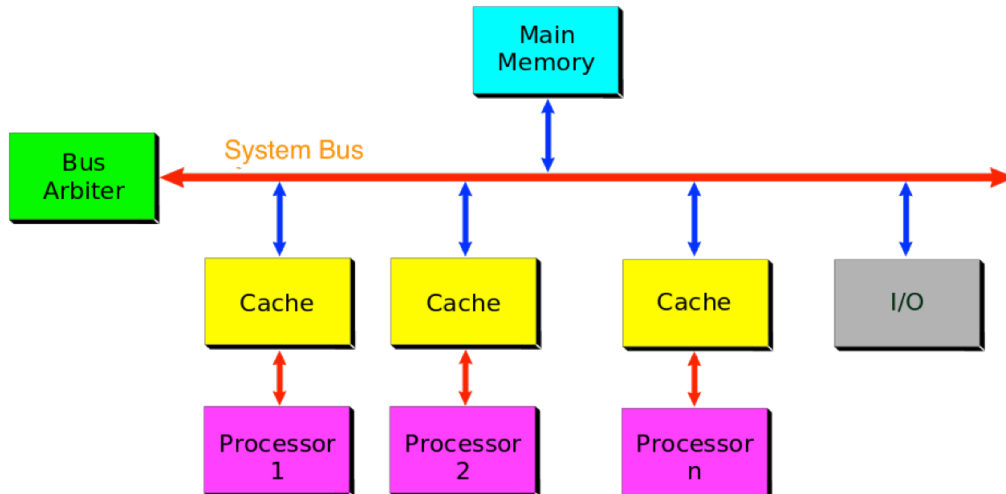 Main
Memory
System Bus
Bus
Arbiter
Cache
Cache
Cache
I/O
Processor
1
Processor
2
Processor
n